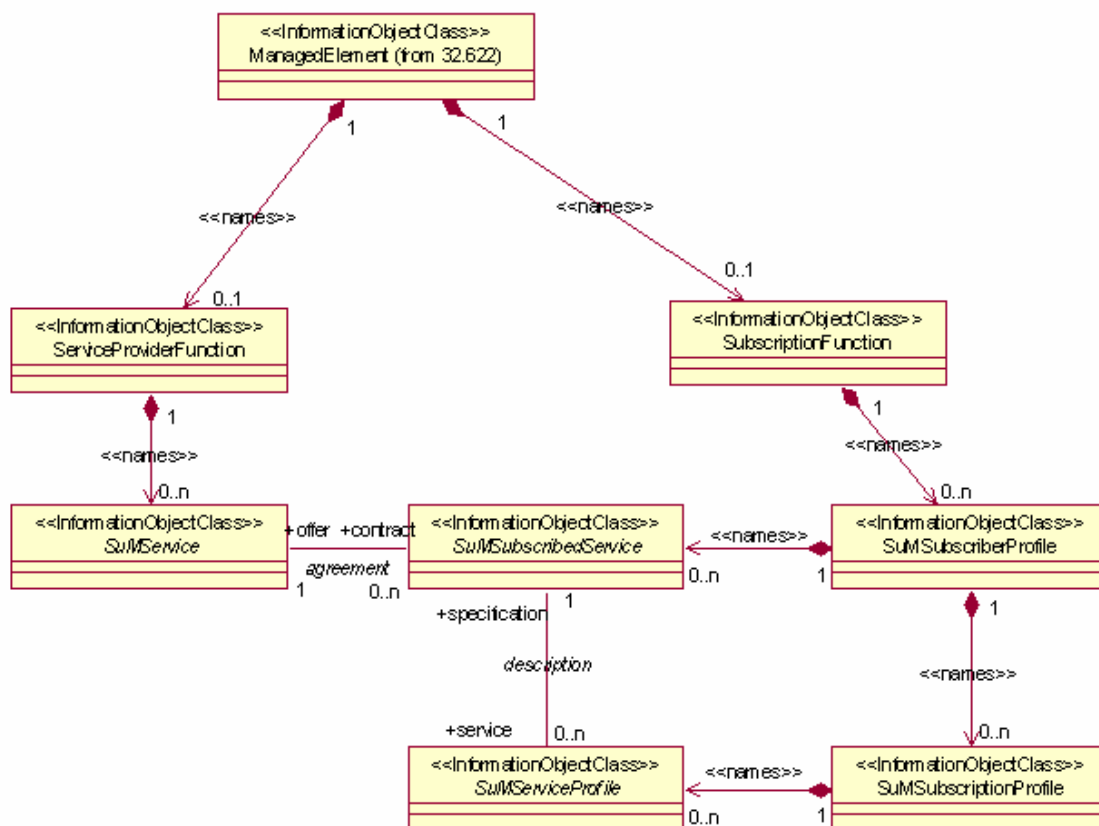 <<InformationObjectClass>>
ManagedElement (from 32.622)
1
1
<<names>>
<<names>>
0..1
0..1
<<InformationObjectClass>>
ServiceProviderFunction
<<InformationObjectClass>>
SubscriptionFunction
1
1
<<names>>
<<names>>
0..n
0..n
<<InformationObjectClass>>
SuMService
+offer +contract
agreement
1
0..n
<<InformationObjectClass>>
SuMSubscribedService
<<names>>
0..n
1
<<InformationObjectClass>>
SuMSubscriberProfile
1
+specification
description
+service
0..n
1
<<names>>
0..n
<<InformationObjectClass>>
SuMServiceProfile
<<names>>
0..n
1
<<InformationObjectClass>>
SuMSubscriptionProfile